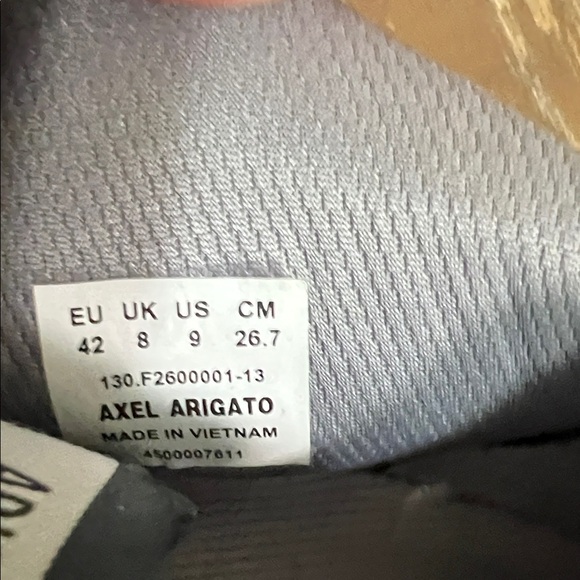 EU UK US CM
42 8 9 26.7
130.F2600001-13
AXEL ARIGATO
MADE IN VIETNAM
4500007611